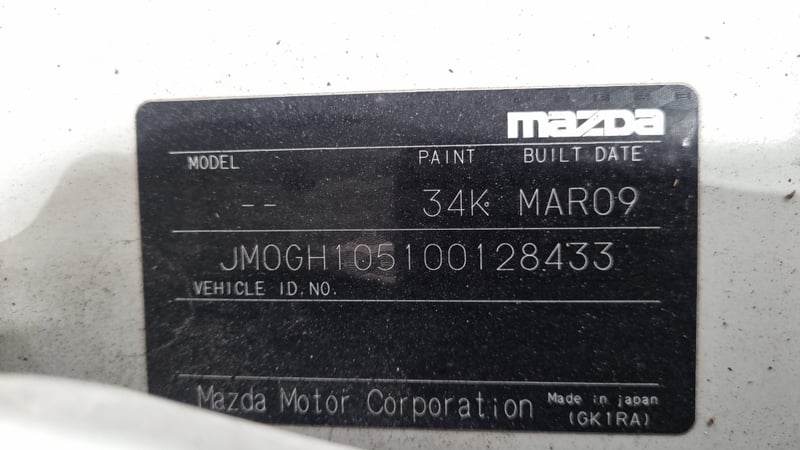 mazda
MODEL PAINT BUILT DATE
-- 34K MAR09
JM0GH105100128433
VEHICLE ID.NO.
Mazda Motor Corporation Made in japan
(GK1RA)